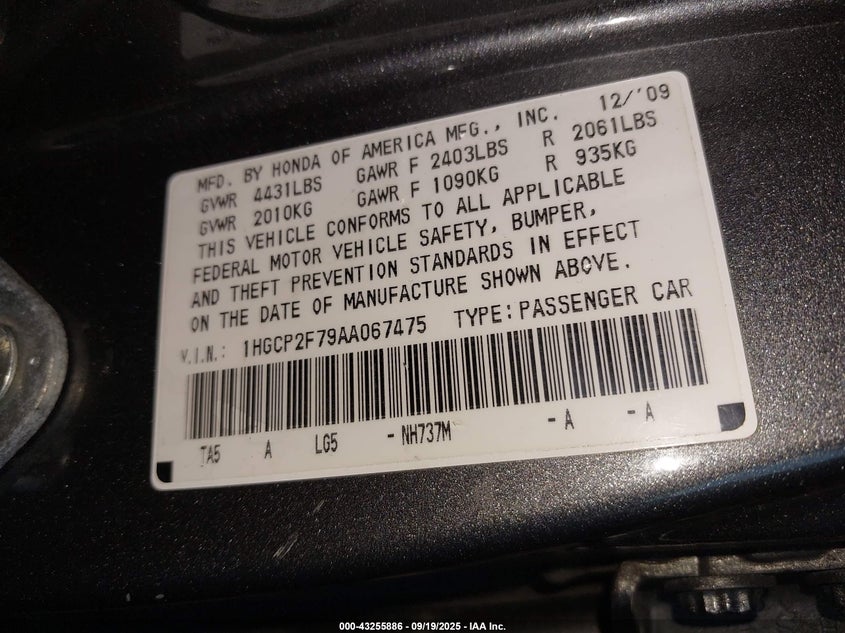 12/'09
MFD. BY HONDA OF AMERICA MFG., INC.
GVWR 4431LBS GAWR F 2403LBS R 2061LBS
GVWR 2010KG GAWR F 1090KG R 935KG
THIS VEHICLE CONFORMS TO ALL APPLICABLE
FEDERAL MOTOR VEHICLE SAFETY, BUMPER,
AND THEFT PREVENTION STANDARDS IN EFFECT
ON THE DATE OF MANUFACTURE SHOWN ABOVE.
V.I.N.: 1HGCP2F79AA067475 TYPE:PASSENGER CAR
TA5 A LG5 -NH737M -A -A
000-43255886 - 09/19/2025 - IAA Inc.